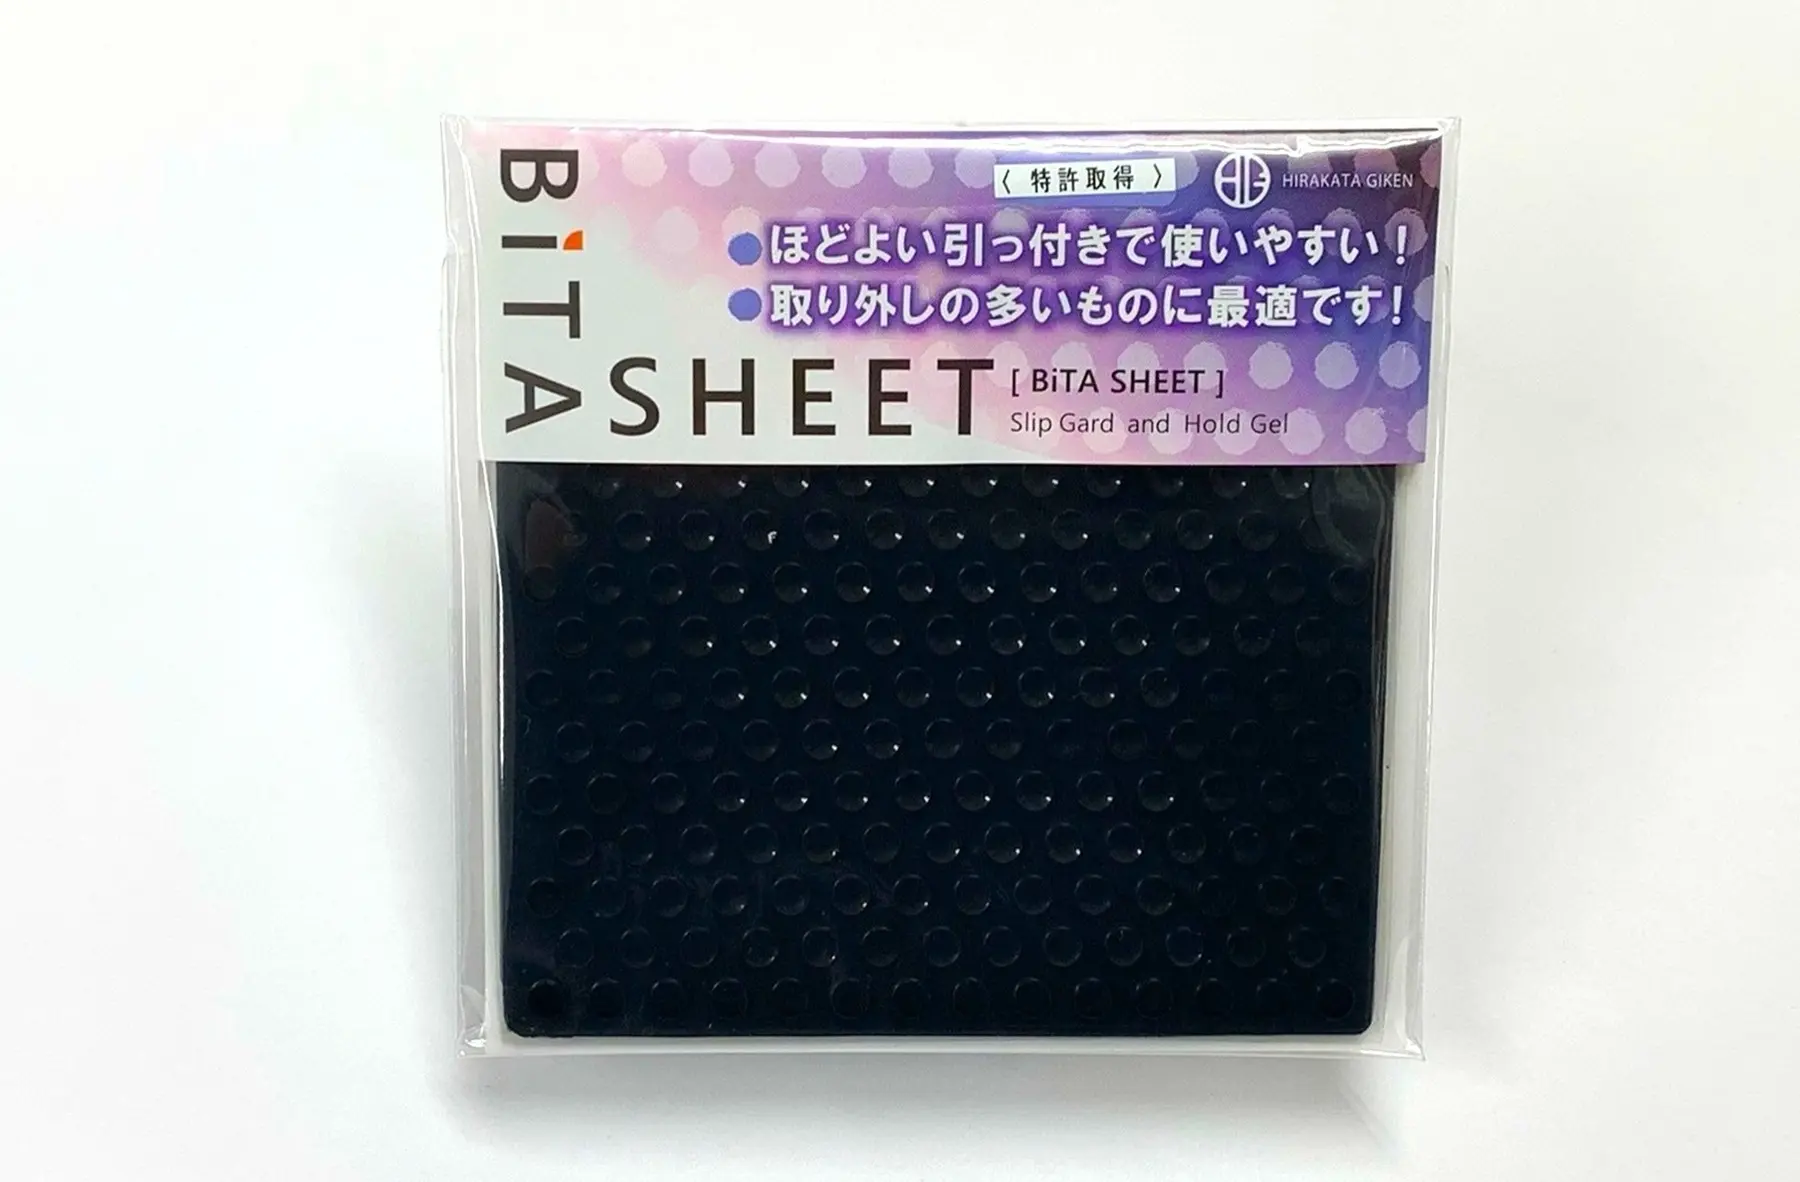 〈 特許取得 〉
HIRAKATA GIKEN
●ほどよい引っ付きで使いやすい！
●取り外しの多いものに最適です！
BiTA
SHEET
[ BiTA SHEET ]
Slip Gard and Hold Gel